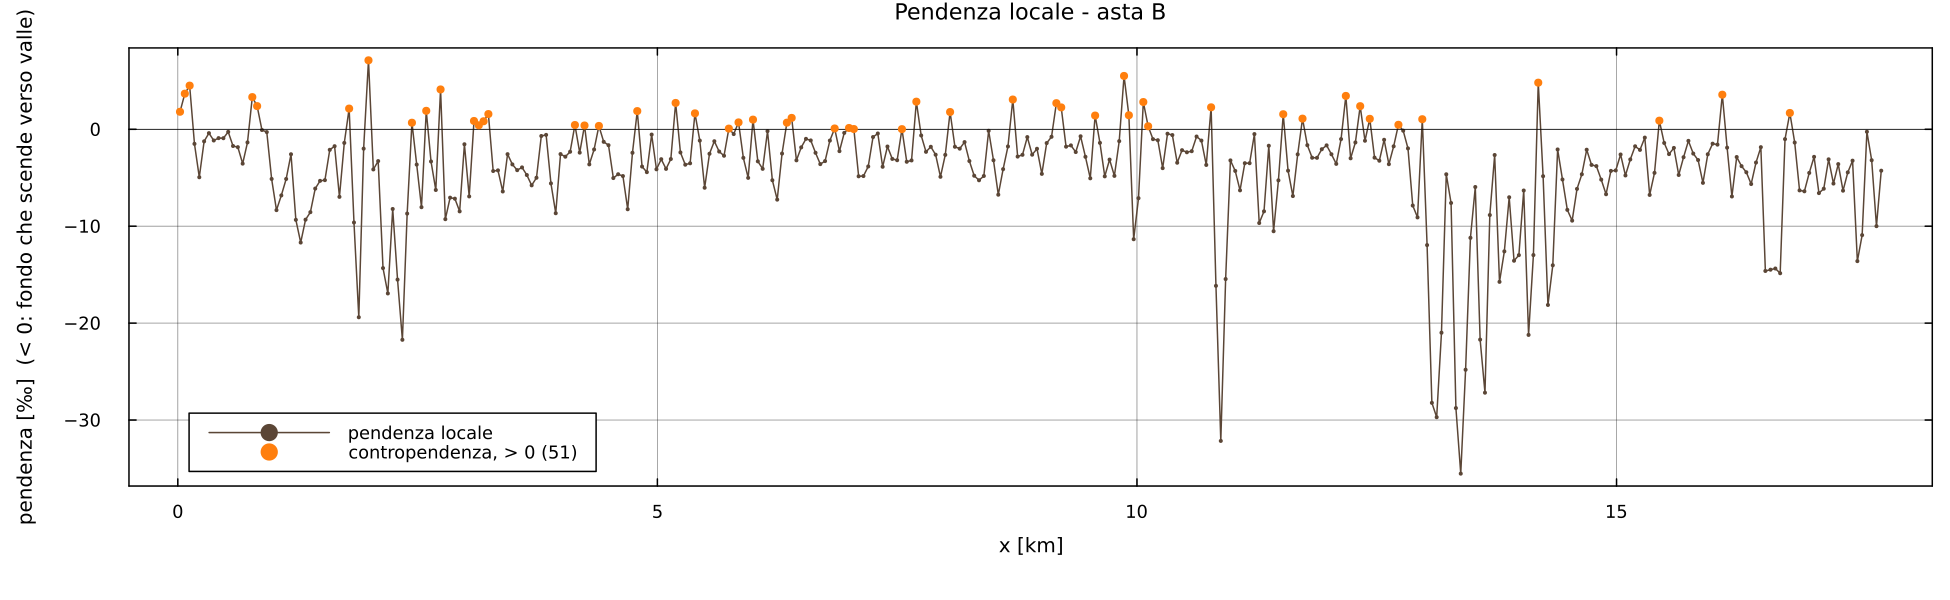 Pendenza locale - asta B
pendenza [‰]  (< 0: fondo che scende verso valle)
0
−10
−20
−30
pendenza locale
contropendenza, > 0 (51)
0
5
10
15
x [km]